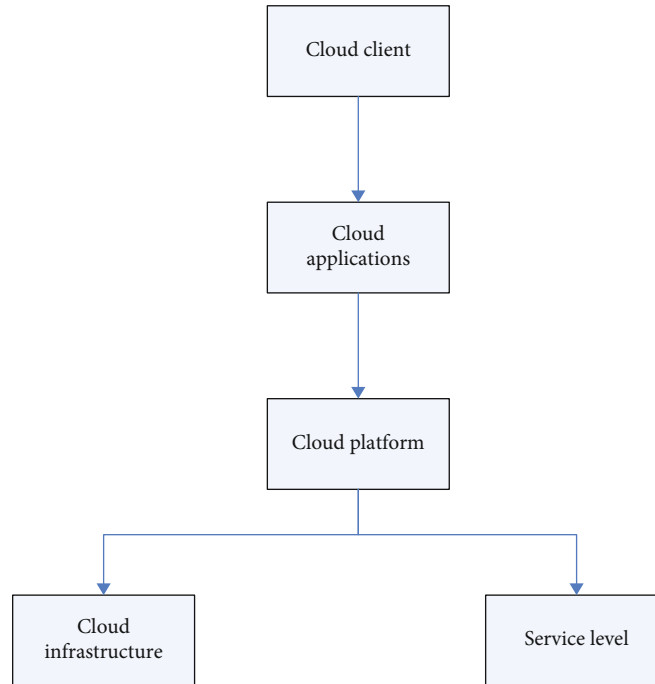 Cloud client
Cloud
applications
Cloud platform
Cloud
infrastructure
Service level